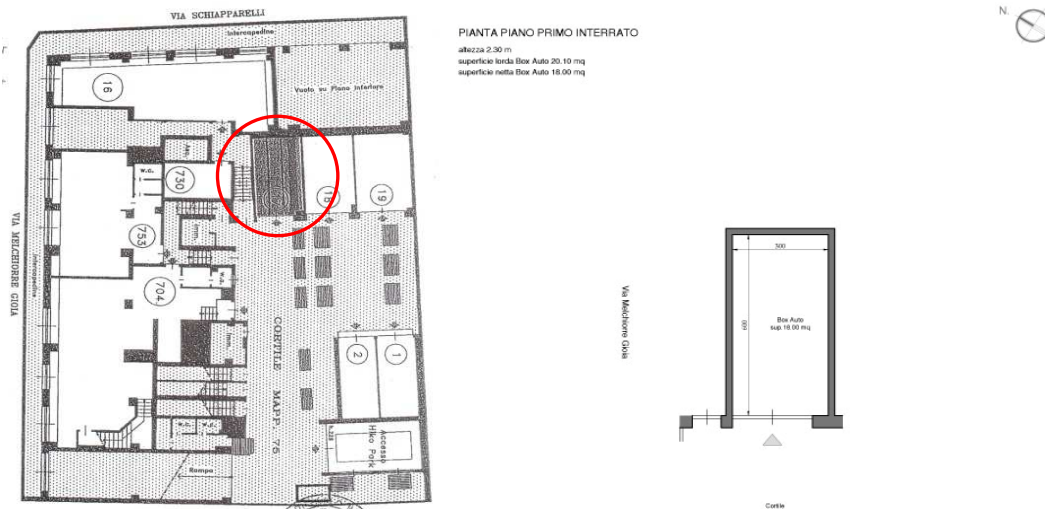 VIA SCHIAPPARELLI
Intercapedine
16
Vuoto su Piano inferiore
W.C.
730
18
19
753
Imm.
VIA MELCHIORRE GIOIA
intercapedine
704
W.C.
Imm.
CORTILE MAPP. 75
2
1
W.C.
W.C.
Accesso
Hiko Park
Rampa
PIANTA PIANO PRIMO INTERRATO
altezza 2.30 m
superficie lorda Box Auto 20.10 mq
superficie netta Box Auto 18.00 mq
N.
300
600
Box Auto
sup.18.00 mq
Via Melchiorre Gioia
Cortile